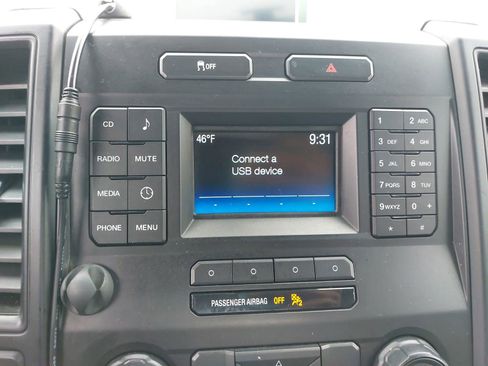 OFF
46°F 9:31
Connect a
USB device
CD
RADIO MUTE
MEDIA
PHONE MENU
1 2 ABC
3 DEF 4 GHI
5 JKL 6 MNO
7 PQRS 8 TUV
9 WXYZ 0 +
* #
PASSENGER AIRBAG OFF